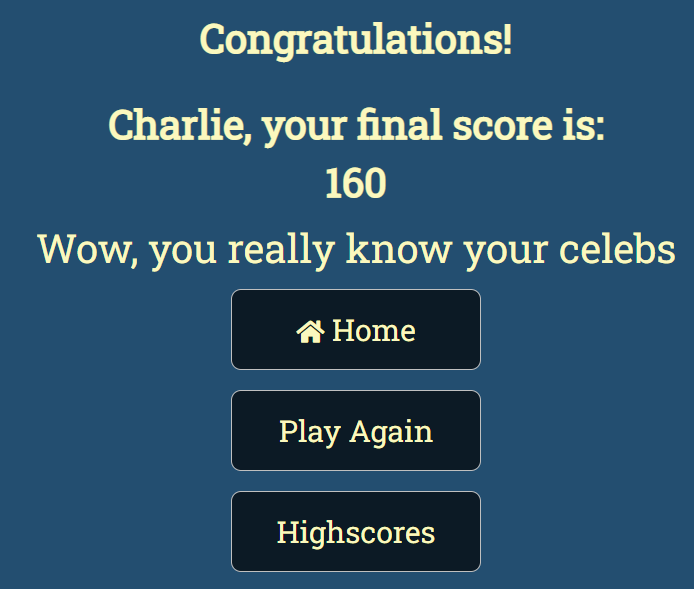 Congratulations!
Charlie, your final score is:
160
Wow, you really know your celebs
Home
Play Again
Highscores